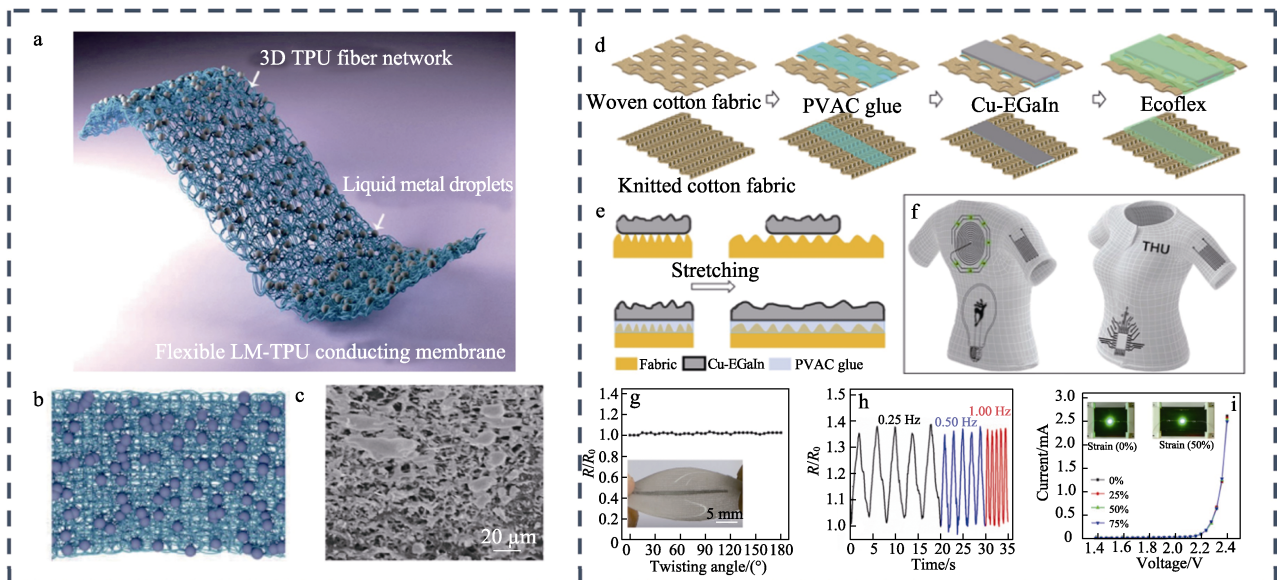 a
3D TPU fiber network
Liquid metal droplets
Flexible LM-TPU conducting membrane
b
c
20 μm
d
Woven cotton fabric
PVAC glue
Cu-EGaIn
Ecoflex
Knitted cotton fabric
e
Stretching
Fabric
Cu-EGaIn
PVAC glue
f
THU
g
R/R0
1.4
1.2
1.0
0.8
0.6
0.4
0.2
0
5 mm
0 30 60 90 120 150 180
Twisting angle/(°)
h
R/R0
1.5
1.4
1.3
1.2
1.1
1.0
0.25 Hz
0.50 Hz
1.00 Hz
0 5 10 15 20 25 30 35
Time/s
i
Current/mA
3.0
2.5
2.0
1.5
1.0
0.5
0
Strain (0%)
Strain (50%)
0%
25%
50%
75%
1.4 1.6 1.8 2.0 2.2 2.4
Voltage/V